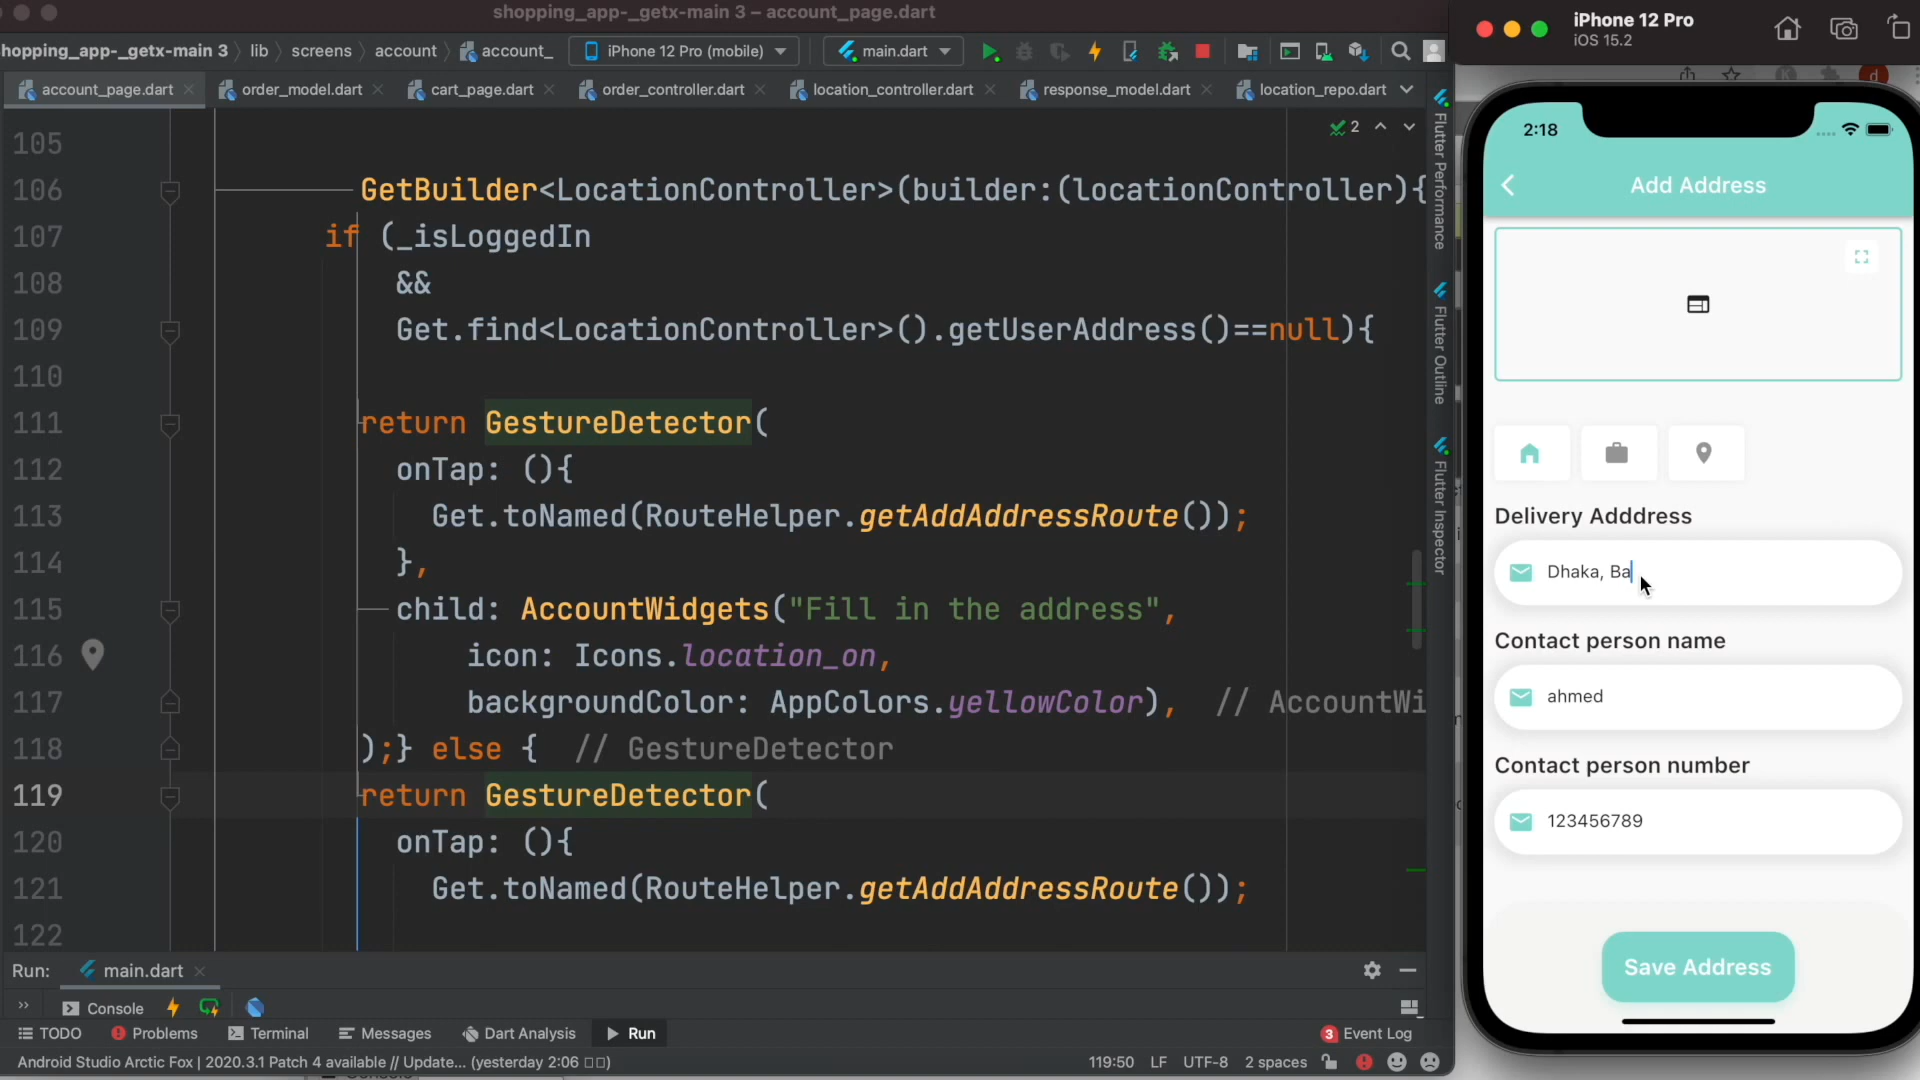 shopping_app-_getx-main 3 – account_page.dart
hopping_app-_getx-main 3 lib screens account account_ iPhone 12 Pro (mobile) main.dart
account_page.dart order_model.dart cart_page.dart order_controller.dart location_controller.dart response_model.dart location_repo.dart
2
105
106 GetBuilder<LocationController>(builder:(locationController){
107 if (_isLoggedIn
108 &&
109 Get.find<LocationController>().getUserAddress()==null){
110
111 return GestureDetector(
112 onTap: (){
113 Get.toNamed(RouteHelper.getAddAddressRoute());
114 },
115 child: AccountWidgets("Fill in the address",
116 icon: Icons.location_on,
117 backgroundColor: AppColors.yellowColor), // AccountWi
118 );} else { // GestureDetector
119 return GestureDetector(
120 onTap: (){
121 Get.toNamed(RouteHelper.getAddAddressRoute());
122
Flutter Performance
Flutter Outline
Flutter Inspector
Run: main.dart
Console
TODO Problems Terminal Messages Dart Analysis Run 3 Event Log
Android Studio Arctic Fox | 2020.3.1 Patch 4 available // Update... (yesterday 2:06 119:50 LF UTF-8 2 spaces
iPhone 12 Pro
iOS 15.2
d
2:18
Add Address
Delivery Adddress
Dhaka, Ba
Contact person name
ahmed
Contact person number
123456789
Save Address